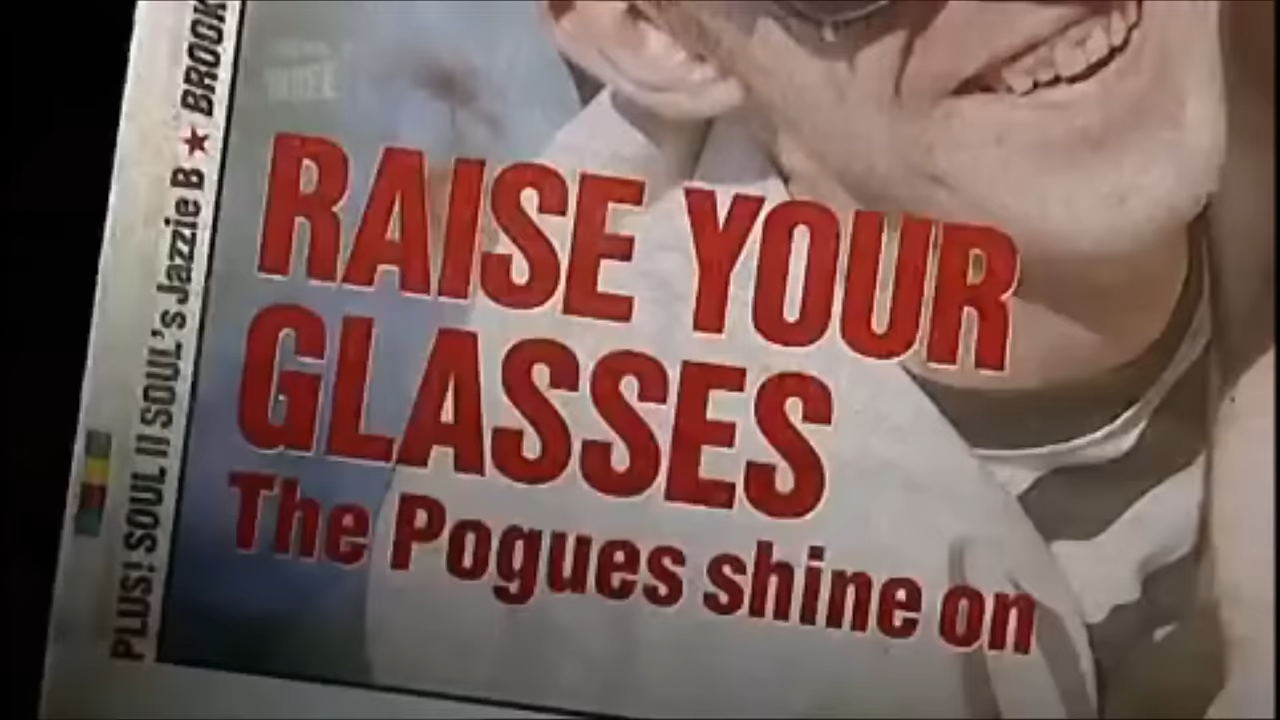 PLUS! SOUL II SOUL's Jazzie B ★ BROOK
RAISE YOUR
GLASSES
The Pogues shine on